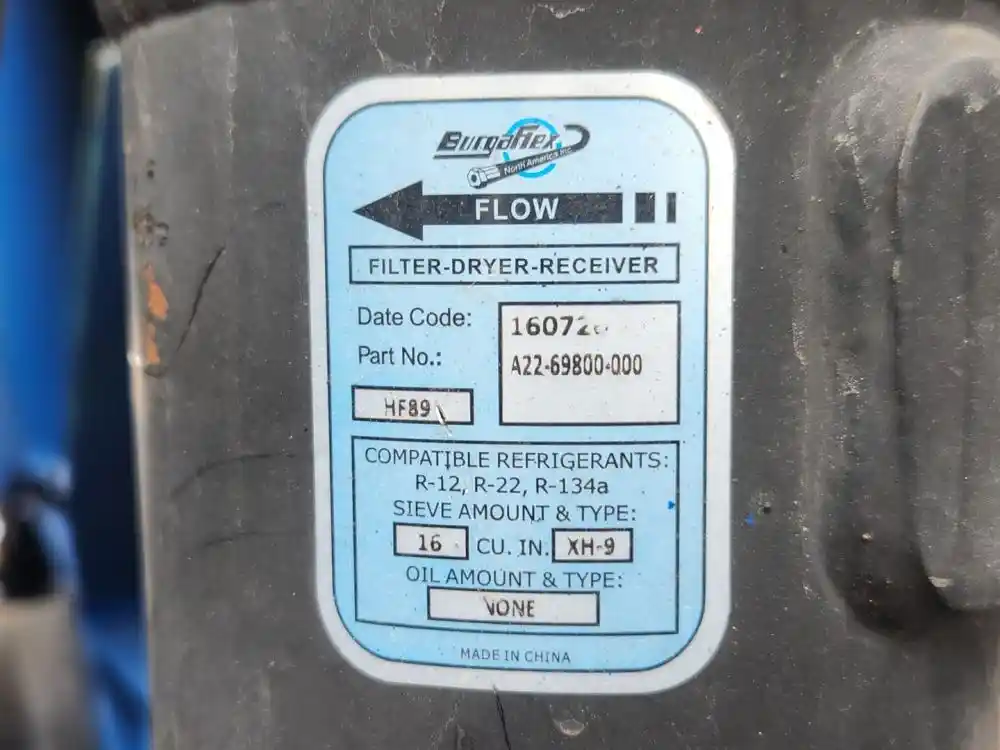 BurgaFlex
North America Inc.
FLOW
FILTER-DRYER-RECEIVER
Date Code:
Part No.:
A22-69800-000
HF89
COMPATIBLE REFRIGERANTS:
R-12, R-22, R-134a
SIEVE AMOUNT & TYPE:
16 CU. IN. XH-9
OIL AMOUNT & TYPE:
NONE
MADE IN CHINA